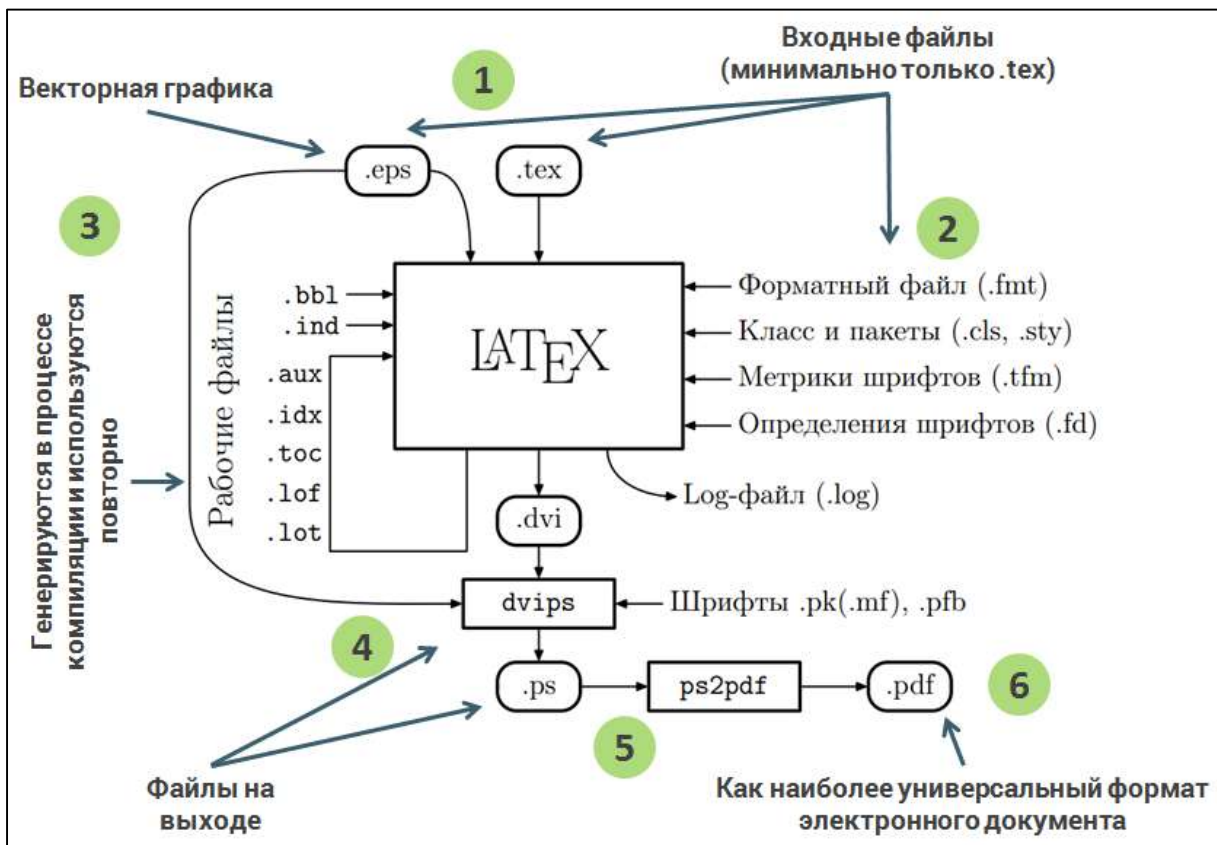 Входные файлы
(минимально только .tex)
1
Векторная графика
.eps
.tex
3
2
Генерируются в процессе
компиляции и используются
повторно
Рабочие файлы
.bbl
.ind
.aux
.idx
.toc
.lof
.lot
LATEX
Форматный файл (.fmt)
Класс и пакеты (.cls, .sty)
Метрики шрифтов (.tfm)
Определения шрифтов (.fd)
Log-файл (.log)
.dvi
dvips
Шрифты .pk(.mf), .pfb
4
.ps
ps2pdf
.pdf
6
5
Файлы на
выходе
Как наиболее универсальный формат
электронного документа